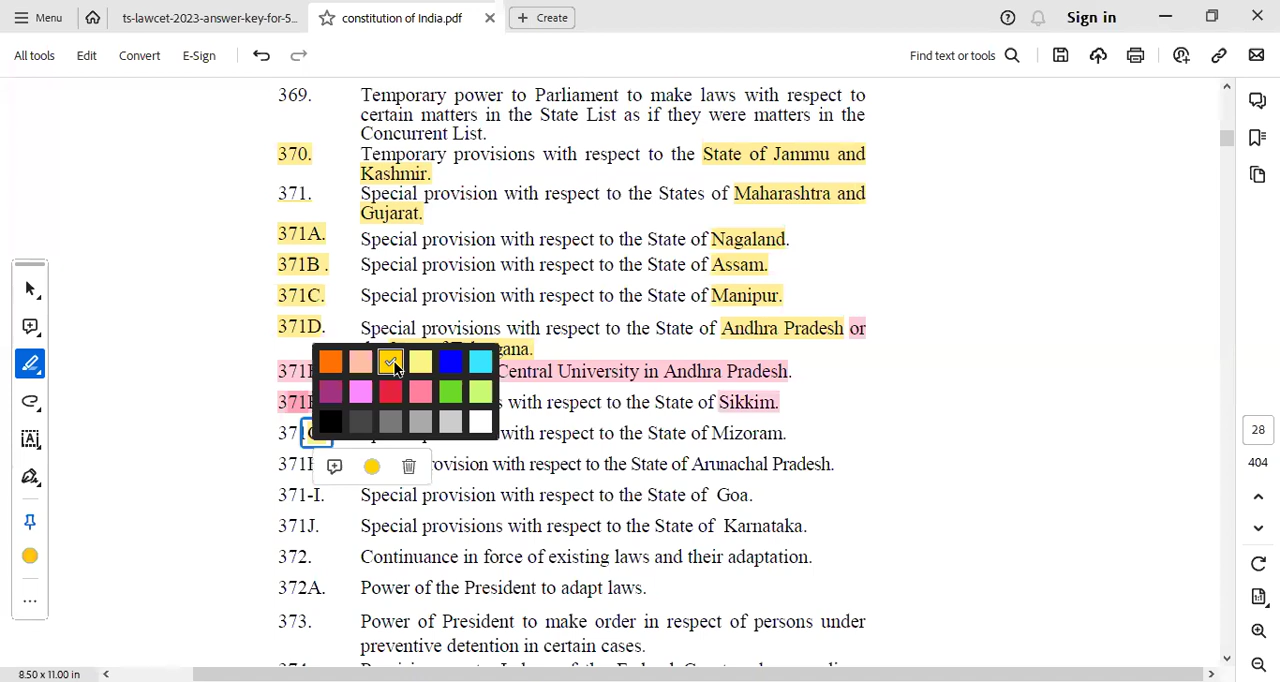 Menu
ts-lawcet-2023-answer-key-for-5...
constitution of India.pdf
Create
Sign in
All tools
Edit
Convert
E-Sign
Find text or tools
369. Temporary power to Parliament to make laws with respect to
certain matters in the State List as if they were matters in the
Concurrent List.
370. Temporary provisions with respect to the State of Jammu and
Kashmir.
371. Special provision with respect to the States of Maharashtra and
Gujarat.
371A. Special provision with respect to the State of Nagaland.
371B . Special provision with respect to the State of Assam.
371C. Special provision with respect to the State of Manipur.
371D. Special provisions with respect to the State of Andhra Pradesh or
Central University in Andhra Pradesh.
with respect to the State of Sikkim.
with respect to the State of Mizoram.
with respect to the State of Arunachal Pradesh.
371-I. Special provision with respect to the State of Goa.
371J. Special provisions with respect to the State of Karnataka.
372. Continuance in force of existing laws and their adaptation.
372A. Power of the President to adapt laws.
373. Power of President to make order in respect of persons under
preventive detention in certain cases.
28
404
8.50 x 11.00 in